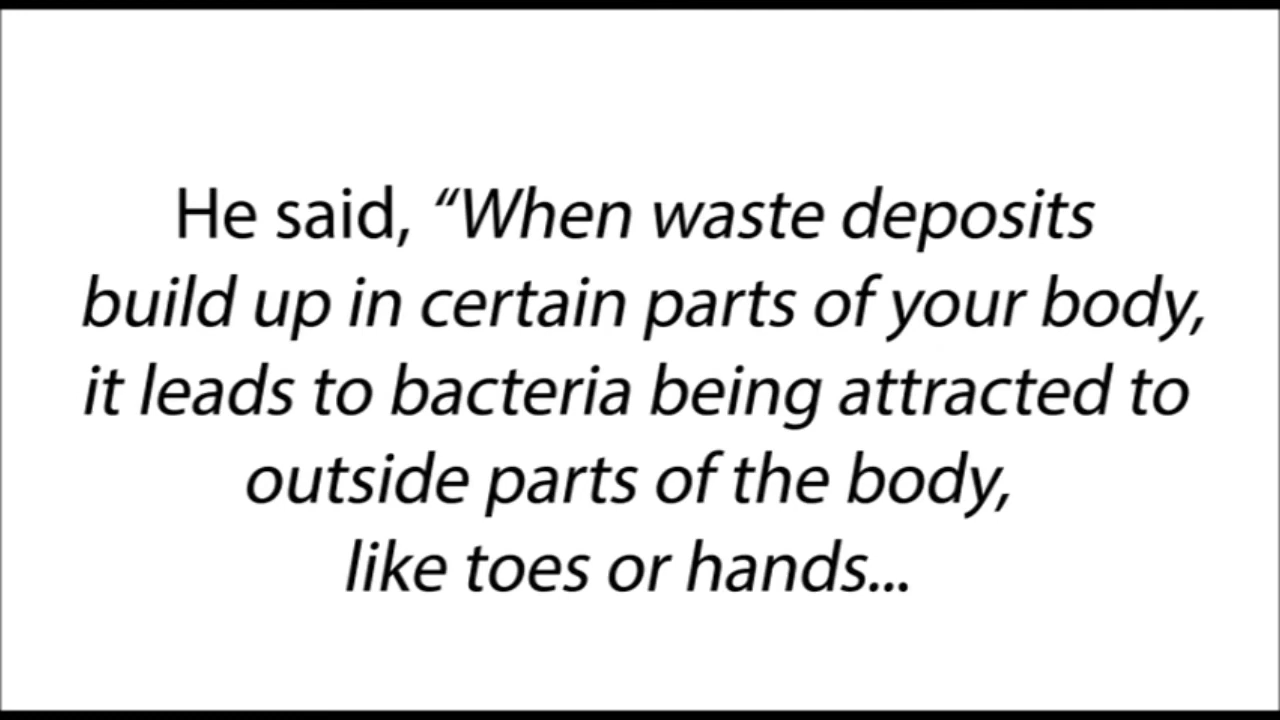 He said, “When waste deposits
build up in certain parts of your body,
it leads to bacteria being attracted to
outside parts of the body,
like toes or hands...